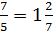 7/5 = 1 2/7